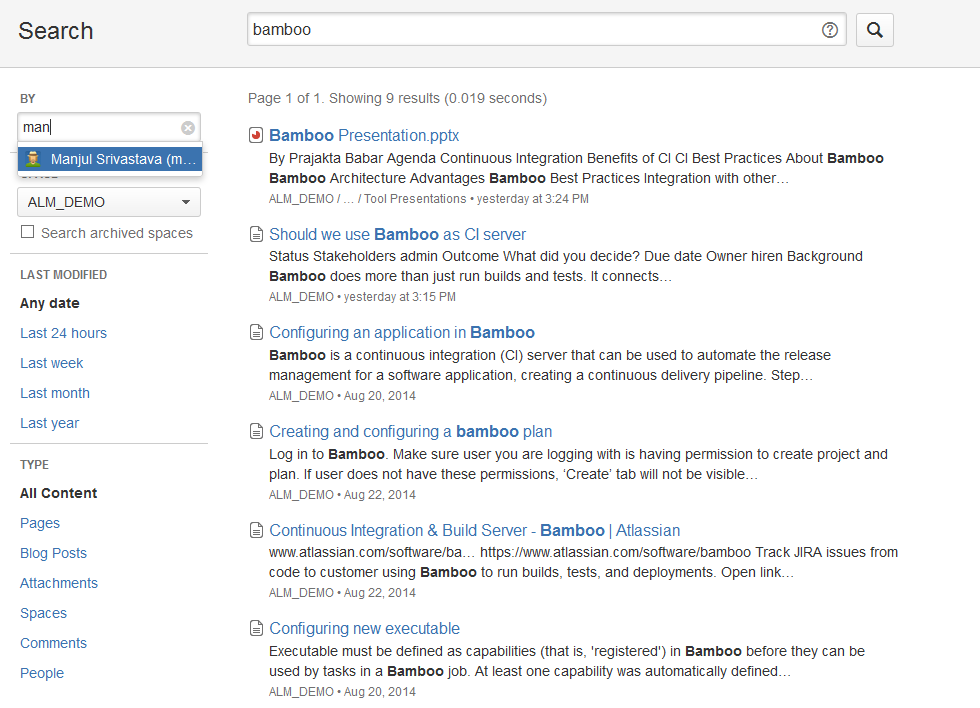 Search
bamboo
BY
man
Manjul Srivastava (m...
ALM_DEMO
Search archived spaces
LAST MODIFIED
Any date
Last 24 hours
Last week
Last month
Last year
TYPE
All Content
Pages
Blog Posts
Attachments
Spaces
Comments
People
Page 1 of 1. Showing 9 results (0.019 seconds)
Bamboo Presentation.pptx
By Prajakta Babar Agenda Continuous Integration Benefits of CI CI Best Practices About Bamboo
Bamboo Architecture Advantages Bamboo Best Practices Integration with other…
ALM_DEMO / … / Tool Presentations • yesterday at 3:24 PM
Should we use Bamboo as CI server
Status Stakeholders admin Outcome What did you decide? Due date Owner hiren Background
Bamboo does more than just run builds and tests. It connects…
ALM_DEMO • yesterday at 3:15 PM
Configuring an application in Bamboo
Bamboo is a continuous integration (CI) server that can be used to automate the release
management for a software application, creating a continuous delivery pipeline. Step…
ALM_DEMO • Aug 20, 2014
Creating and configuring a bamboo plan
Log in to Bamboo. Make sure user you are logging with is having permission to create project and
plan. If user does not have these permissions, ‘Create’ tab will not be visible…
ALM_DEMO • Aug 22, 2014
Continuous Integration & Build Server - Bamboo | Atlassian
www.atlassian.com/software/ba… https://www.atlassian.com/software/bamboo Track JIRA issues from
code to customer using Bamboo to run builds, tests, and deployments. Open link…
ALM_DEMO • Aug 22, 2014
Configuring new executable
Executable must be defined as capabilities (that is, 'registered') in Bamboo before they can be
used by tasks in a Bamboo job. At least one capability was automatically defined…
ALM_DEMO • Aug 20, 2014